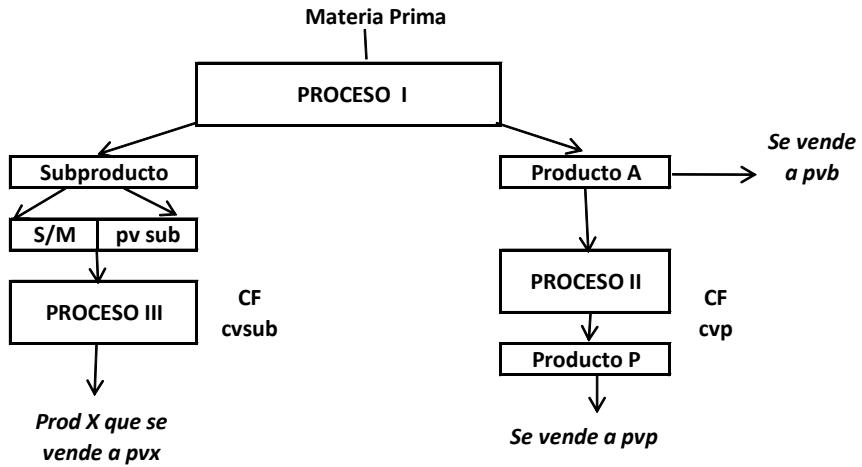 Materia Prima
PROCESO I
Subproducto
Producto A
Se vende
a pvb
S/M
pv sub
PROCESO III
CF
cvsub
PROCESO II
CF
cvp
Producto P
Prod X que se
vende a pvx
Se vende a pvp